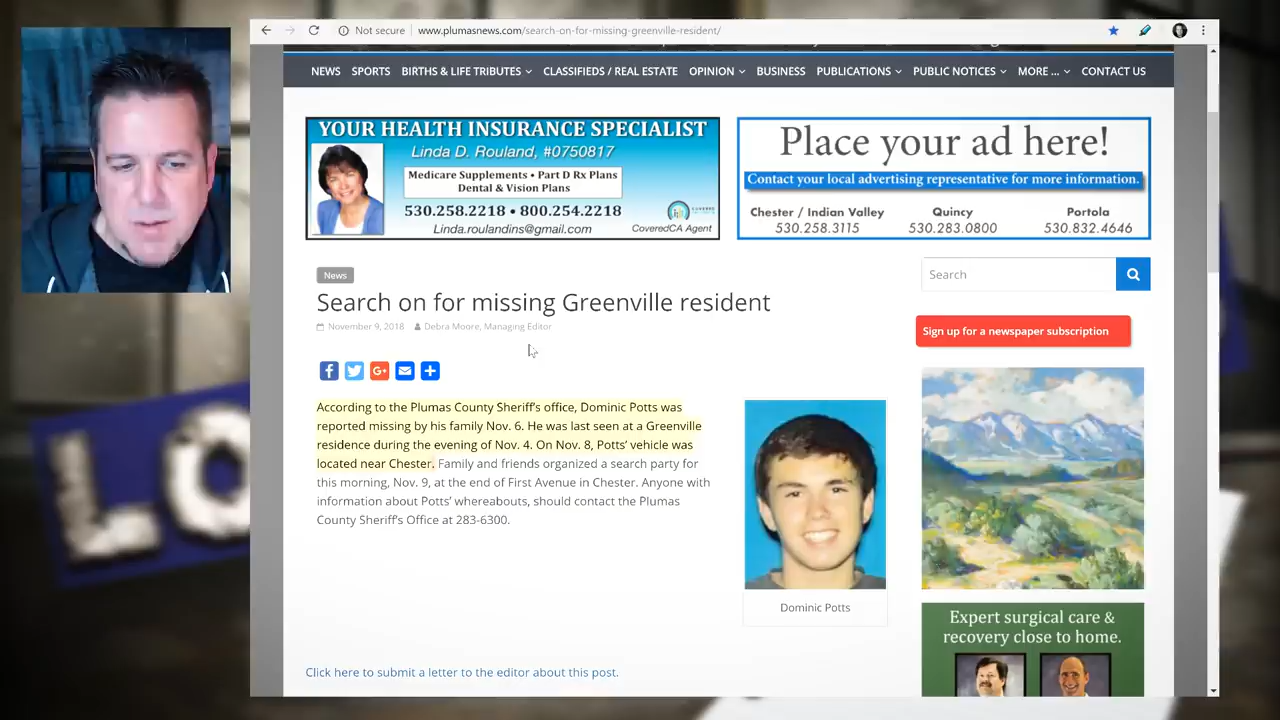 Not secure www.plumasnews.com/search-on-for-missing-greenville-resident/
NEWS SPORTS BIRTHS & LIFE TRIBUTES CLASSIFIEDS / REAL ESTATE OPINION BUSINESS PUBLICATIONS PUBLIC NOTICES MORE ... CONTACT US
YOUR HEALTH INSURANCE SPECIALIST
Linda D. Rouland, #0750817
Medicare Supplements • Part D Rx Plans
Dental & Vision Plans
530.258.2218 • 800.254.2218
Linda.roulandins@gmail.com
CoveredCA Agent
Place your ad here!
Contact your local advertising representative for more information.
Chester / Indian Valley Quincy Portola
530.258.3115 530.283.0800 530.832.4646
News
Search on for missing Greenville resident
November 9, 2018 Debra Moore, Managing Editor
According to the Plumas County Sheriff's office, Dominic Potts was
reported missing by his family Nov. 6. He was last seen at a Greenville
residence during the evening of Nov. 4. On Nov. 8, Potts' vehicle was
located near Chester. Family and friends organized a search party for
this morning, Nov. 9, at the end of First Avenue in Chester. Anyone with
information about Potts' whereabouts, should contact the Plumas
County Sheriff's Office at 283-6300.
Dominic Potts
Click here to submit a letter to the editor about this post.
Search
Sign up for a newspaper subscription
Expert surgical care &
recovery close to home.
LO